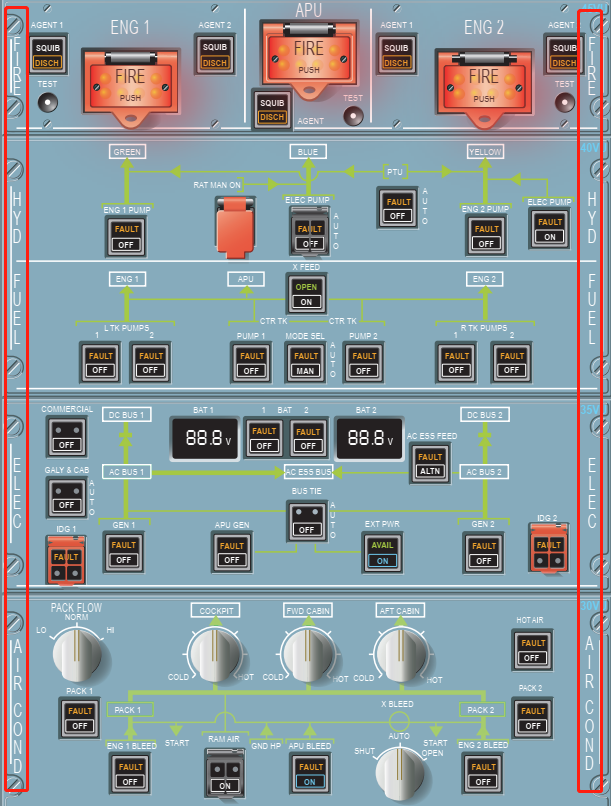 45VU
AGENT 1 ENG 1 AGENT 2 APU AGENT 1 ENG 2 AGENT 2
SQUIB SQUIB SQUIB SQUIB
DISCH DISCH DISCH DISCH
FIRE FIRE FIRE FIRE FIRE
PUSH PUSH PUSH
TEST SQUIB TEST TEST
DISCH AGENT
40VU
GREEN BLUE YELLOW
PTU
RAT MAN ON
HYD ENG 1 PUMP ELEC PUMP AUTO FAULT OFF AUTO ENG 2 PUMP ELEC PUMP HYD
FAULT FAULT FAULT FAULT
OFF OFF OFF ON
X FEED
FUEL ENG 1 APU OPEN ENG 2 FUEL
ON
CTR TK CTR TK
L TK PUMPS R TK PUMPS
1 2 PUMP 1 MODE SEL AUTO PUMP 2 1 2
FAULT FAULT FAULT FAULT FAULT FAULT FAULT
OFF OFF OFF MAN OFF OFF OFF
35VU
COMMERCIAL DC BUS 1 BAT 1 1 BAT 2 BAT 2 DC BUS 2
OFF 88.8 V FAULT FAULT 88.8 V
OFF OFF
AC ESS FEED
ELEC GALY & CAB AC BUS 1 AC ESS BUS FAULT AC BUS 2 ELEC
OFF AUTO ALTN
BUS TIE
OFF AUTO
IDG 1 GEN 1 APU GEN EXT PWR GEN 2 IDG 2
FAULT FAULT FAULT AVAIL FAULT FAULT
OFF OFF ON OFF
30VU
PACK FLOW COCKPIT FWD CABIN AFT CABIN
NORM
LO HI HOT AIR
FAULT
OFF
AIR COND COLD HOT COLD HOT COLD HOT AIR COND
PACK 1 PACK 2
FAULT FAULT
OFF OFF
PACK 1 X BLEED PACK 2
AUTO
START RAM AIR GND HP START
ENG 1 BLEED APU BLEED SHUT OPEN ENG 2 BLEED
FAULT FAULT FAULT
OFF ON ON OFF